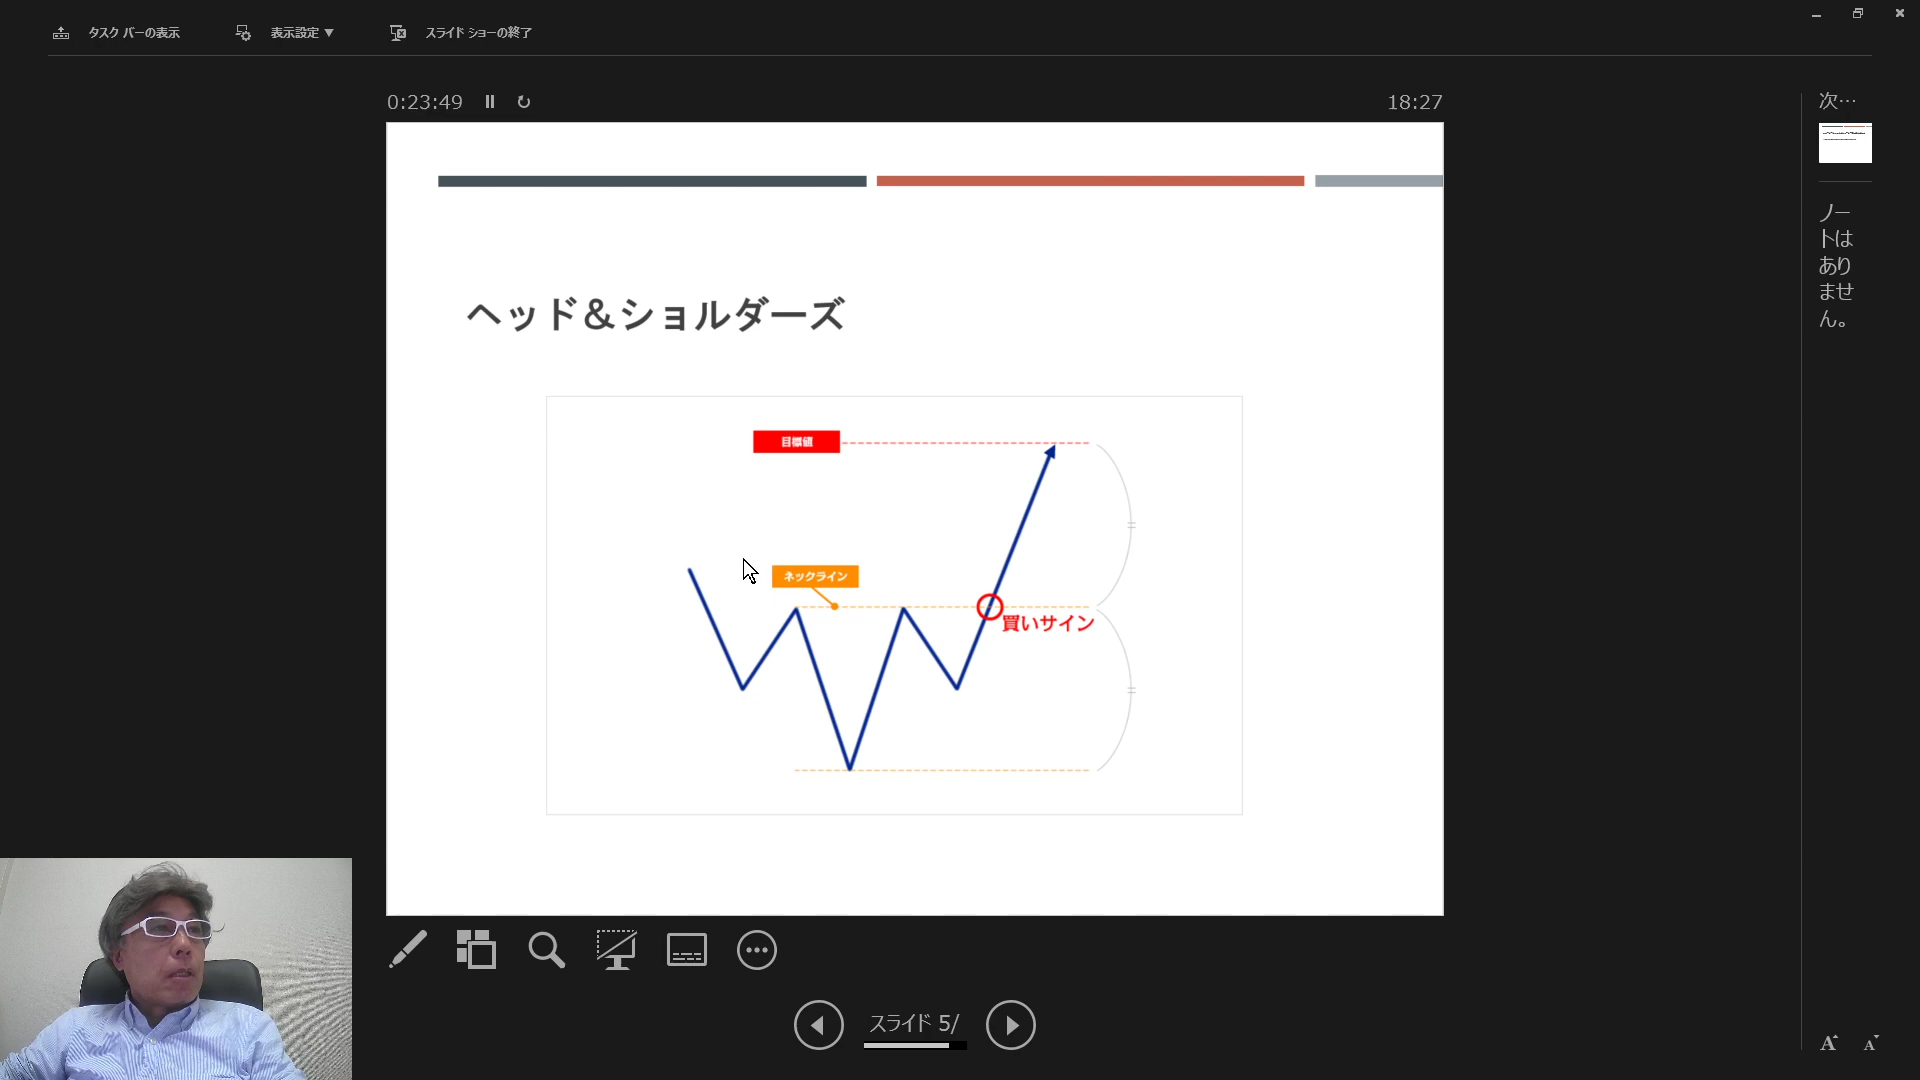 タスク バーの表示
表示設定 ▼
スライド ショーの終了
0:23:49
18:27
次…
ヘッド＆ショルダーズ
目標値
ネックライン
買いサイン
=
=
ノー
トは
あり
ませ
ん。
スライド 5/
A
A